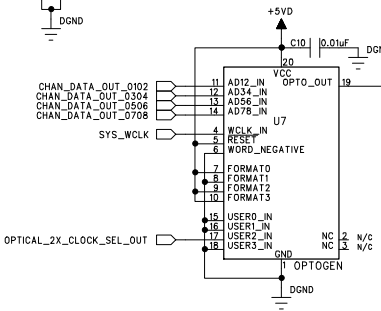 DGND
+5VD
C10
0.01uF
DGN
20
VCC
CHAN_DATA_OUT_0102
11
AD12_IN
OPTO_OUT
19
CHAN_DATA_OUT_0304
12
AD34_IN
CHAN_DATA_OUT_0506
13
AD56_IN
CHAN_DATA_OUT_0708
14
AD78_IN
U7
SYS_WCLK
4
WCLK_IN
5
RESET
6
WORD_NEGATIVE
7
FORMAT0
8
FORMAT1
9
FORMAT2
10
FORMAT3
15
USER0_IN
16
USER1_IN
OPTICAL_2X_CLOCK_SEL_OUT
17
USER2_IN
NC
2
N/C
18
USER3_IN
NC
3
N/C
GND
1
OPTOGEN
DGND